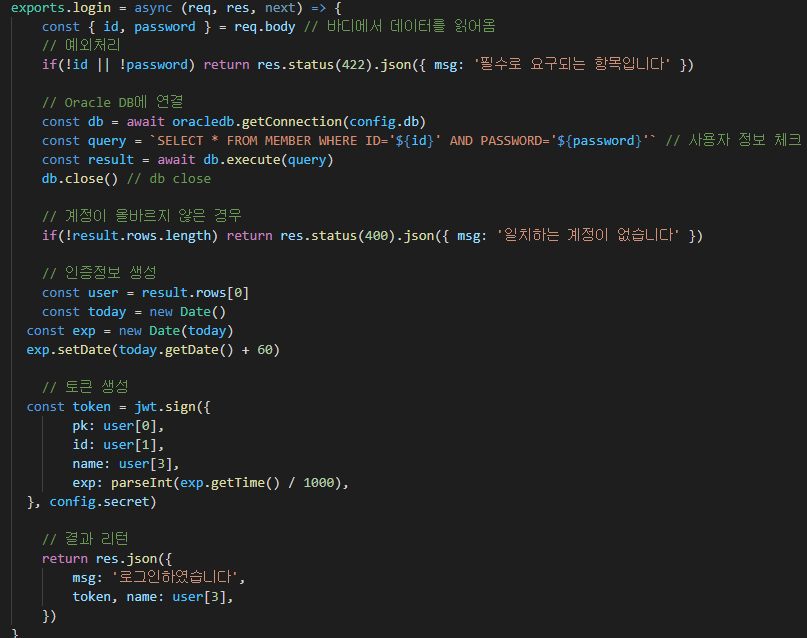 exports.login = async (req, res, next) => {
    const { id, password } = req.body // 바디에서 데이터를 읽어옴
    // 예외처리
    if(!id || !password) return res.status(422).json({ msg: '필수로 요구되는 항목입니다' })

    // Oracle DB에 연결
    const db = await oracledb.getConnection(config.db)
    const query = `SELECT * FROM MEMBER WHERE ID='${id}' AND PASSWORD='${password}'` // 사용자 정보 체크
    const result = await db.execute(query)
    db.close() // db close

    // 계정이 올바르지 않은 경우
    if(!result.rows.length) return res.status(400).json({ msg: '일치하는 계정이 없습니다' })

    // 인증정보 생성
    const user = result.rows[0]
    const today = new Date()
  const exp = new Date(today)
  exp.setDate(today.getDate() + 60)

    // 토큰 생성
  const token = jwt.sign({
        pk: user[0],
        id: user[1],
        name: user[3],
        exp: parseInt(exp.getTime() / 1000),
  }, config.secret)

    // 결과 리턴
    return res.json({
        msg: '로그인하였습니다',
        token, name: user[3],
    })
}